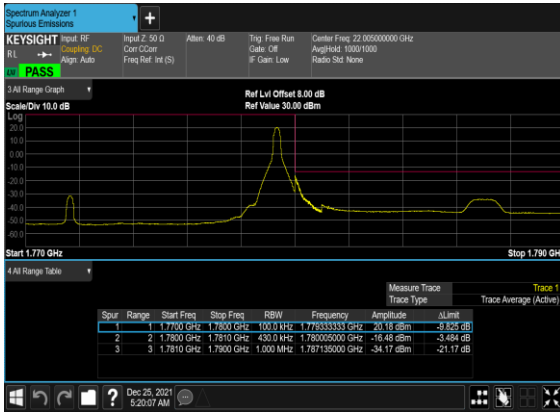 Spectrum Analyzer 1
Spurious Emissions
+
KEYSIGHT Input: RF Input Z: 50 Ω Atten: 40 dB Trig: Free Run Center Freq: 22.005000000 GHz
RL Coupling: DC Corr CCorr Gate: Off Avg|Hold: 1000/1000
Align: Auto Freq Ref: Int (S) IF Gain: Low Radio Std: None
PASS
3 All Range Graph
Ref Lvl Offset 8.00 dB
Scale/Div 10.0 dB Ref Value 30.00 dBm
Log
20.0
10.0
0.00
-10.0
-20.0
-30.0
-40.0
-50.0
-60.0
Start 1.770 GHz Stop 1.790 GH
4 All Range Table
Measure Trace Trace 1
Trace Type Trace Average (Active)
Spur Range Start Freq Stop Freq RBW Frequency Amplitude ΔLimit
1 1 1.7700 GHz 1.7800 GHz 100.0 kHz 1.779333333 GHz 20.18 dBm -9.825 dB
2 2 1.7800 GHz 1.7810 GHz 430.0 kHz 1.780005000 GHz -16.48 dBm -3.484 dB
3 3 1.7810 GHz 1.7900 GHz 1.000 MHz 1.787135000 GHz -34.17 dBm -21.17 dB
? Dec 25, 2021
5:20:07 AM